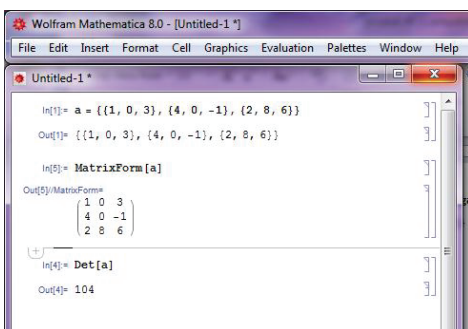 Wolfram Mathematica 8.0 - [Untitled-1 *]
File Edit Insert Format Cell Graphics Evaluation Palettes Window Help
Untitled-1 *
In[1]:= a = {{1, 0, 3}, {4, 0, -1}, {2, 8, 6}}
Out[1]= {{1, 0, 3}, {4, 0, -1}, {2, 8, 6}}
In[5]:= MatrixForm[a]
Out[5]//MatrixForm=
1 0 3
4 0 -1
2 8 6
In[4]:= Det[a]
Out[4]= 104